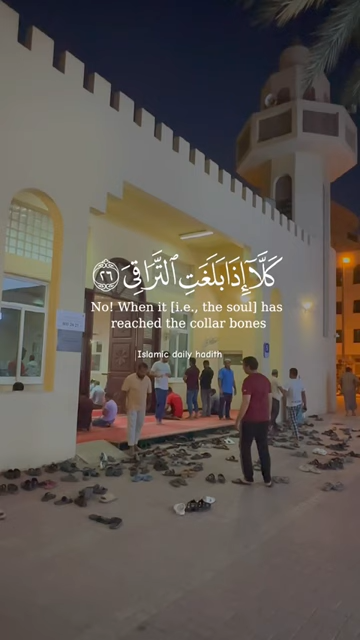 كَلَّآ إِذَا بَلَغَتِ ٱلتَّرَاقِىَ ٢٦
No! When it [i.e., the soul] has
reached the collar bones
Islamic daily hadith